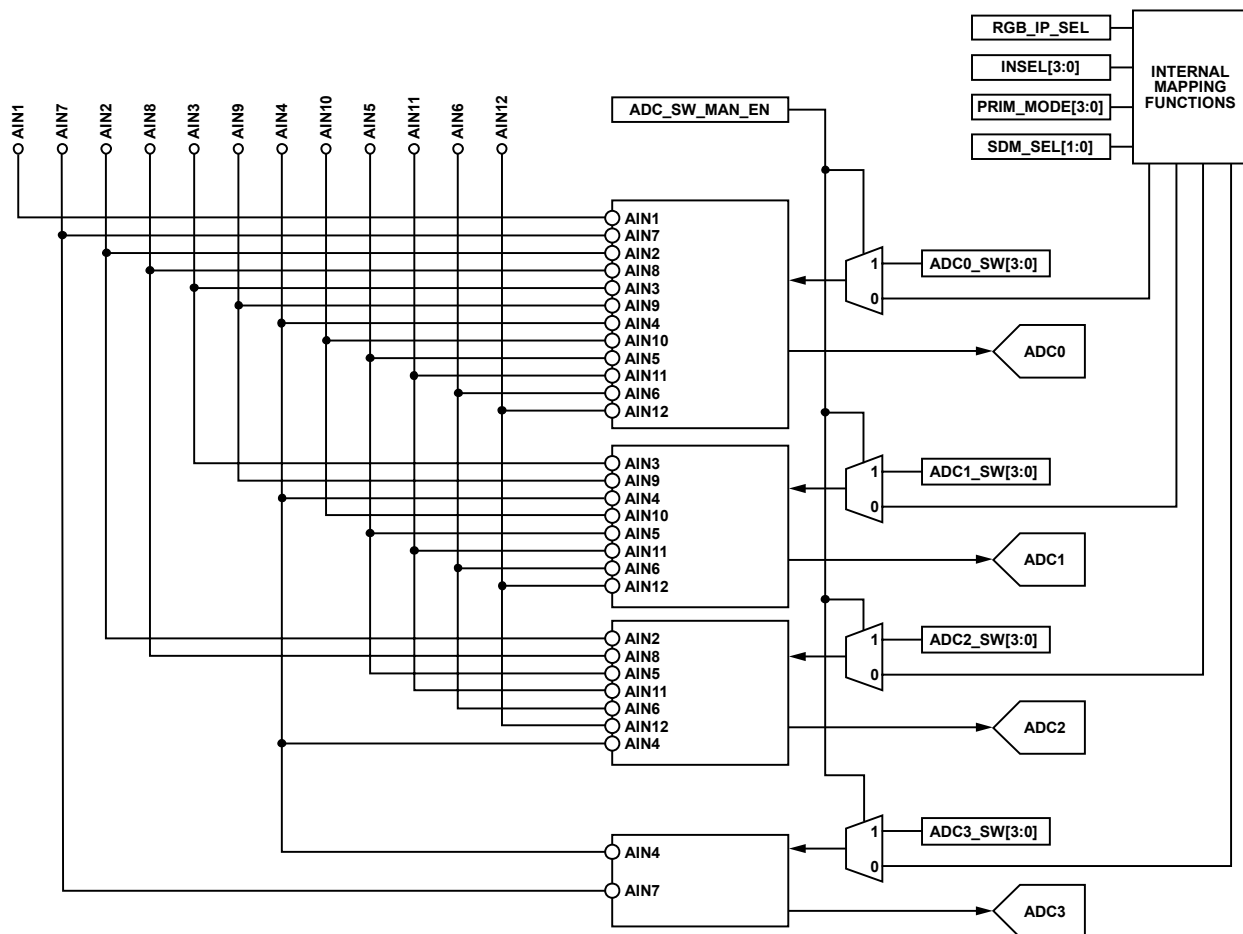 RGB_IP_SEL
INSEL[3:0]
PRIM_MODE[3:0]
SDM_SEL[1:0]
INTERNAL
MAPPING
FUNCTIONS
AIN1
AIN7
AIN2
AIN8
AIN3
AIN9
AIN4
AIN10
AIN5
AIN11
AIN6
AIN12
ADC_SW_MAN_EN
AIN1
AIN7
AIN2
AIN8
AIN3
AIN9
AIN4
AIN10
AIN5
AIN11
AIN6
AIN12
1
0
ADC0_SW[3:0]
ADC0
AIN3
AIN9
AIN4
AIN10
AIN5
AIN11
AIN6
AIN12
1
0
ADC1_SW[3:0]
ADC1
AIN2
AIN8
AIN5
AIN11
AIN6
AIN12
AIN4
1
0
ADC2_SW[3:0]
ADC2
AIN4
AIN7
1
0
ADC3_SW[3:0]
ADC3